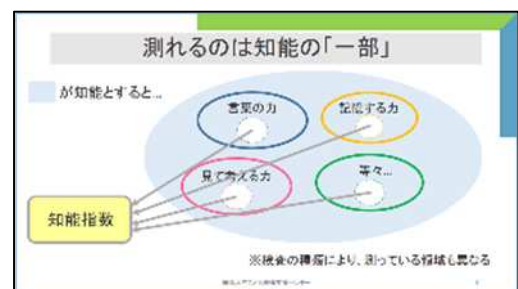 測れるのは知能の「一部」
が知能とすると…
言葉の力
記憶する力
見て考える力
等々…
知能指数
※検査の種類により、測っている領域も異なる